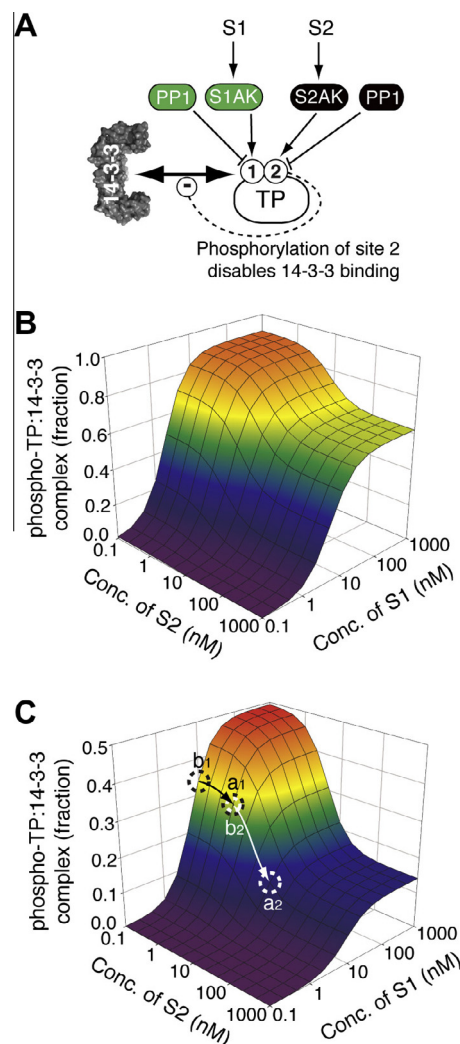 A
S1 S2
PP1 S1AK S2AK PP1
14-3-3
1 2
-
TP
Phosphorylation of site 2
disables 14-3-3 binding
B
phospho-TP:14-3-3
complex (fraction)
1.0
0.8
0.6
0.4
0.2
0.0
0.1
1
10
100
1000
Conc. of S2 (nM)
0.1
1
10
100
1000
Conc. of S1 (nM)
C
phospho-TP:14-3-3
complex (fraction)
0.5
0.4
0.3
0.2
0.1
0.0
b1
a1
b2
a2
0.1
1
10
100
1000
Conc. of S2 (nM)
0.1
1
10
100
1000
Conc. of S1 (nM)